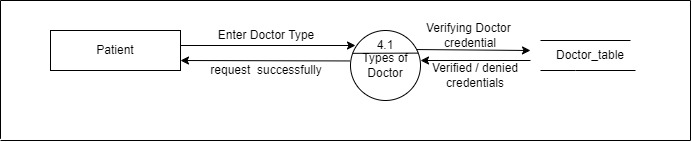 Patient
Enter Doctor Type
request  successfully
4.1
Types of
Doctor
Verifying Doctor
credential
Verified / denied
credentials
Doctor_table